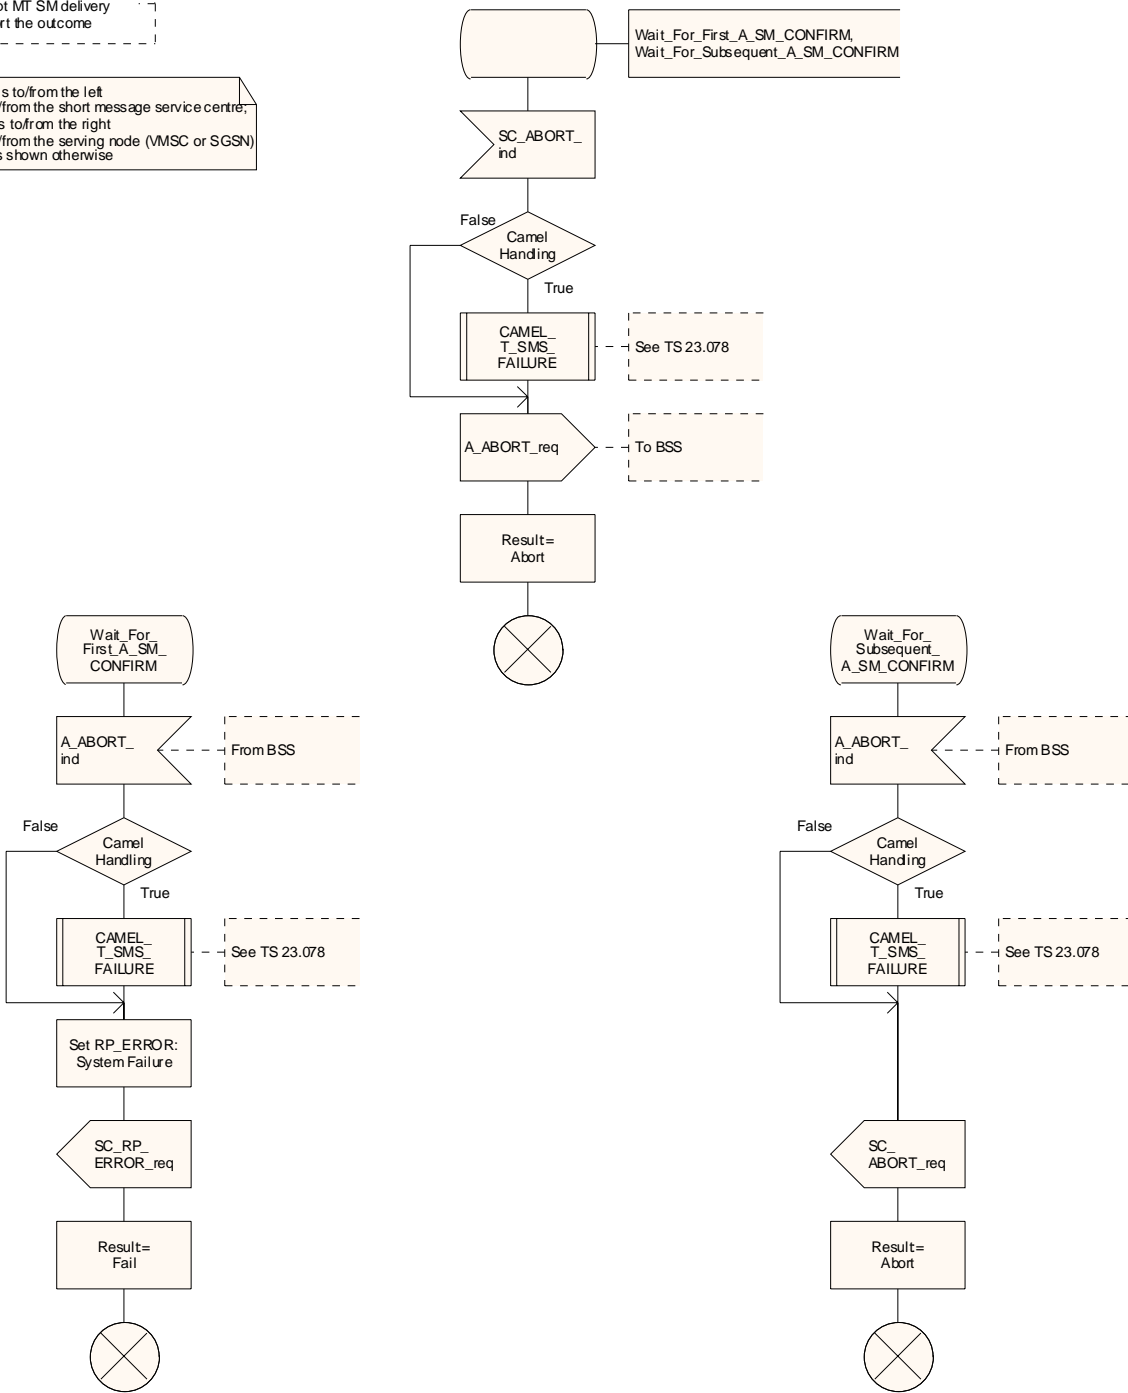 ot MT SM delivery
rt the outcome
s to/from the left
/from the short message service centre;
s to/from the right
/from the serving node (VMSC or SGSN)
s shown otherwise
Wait_For_First_A_SM_CONFIRM,
Wait_For_Subsequent_A_SM_CONFIRM
SC_ABORT_
ind
False
Camel
Handling
True
CAMEL_
T_SMS_
FAILURE
See TS 23.078
A_ABORT_req
To BSS
Result=
Abort
Wait_For_
First_A_SM_
CONFIRM
A_ABORT_
ind
From BSS
False
Camel
Handling
True
CAMEL_
T_SMS_
FAILURE
See TS 23.078
Set RP_ERROR:
System Failure
SC_RP_
ERROR_req
Result=
Fail
Wait_For_
Subsequent_
A_SM_CONFIRM
A_ABORT_
ind
From BSS
False
Camel
Handling
True
CAMEL_
T_SMS_
FAILURE
See TS 23.078
SC_
ABORT_req
Result=
Abort